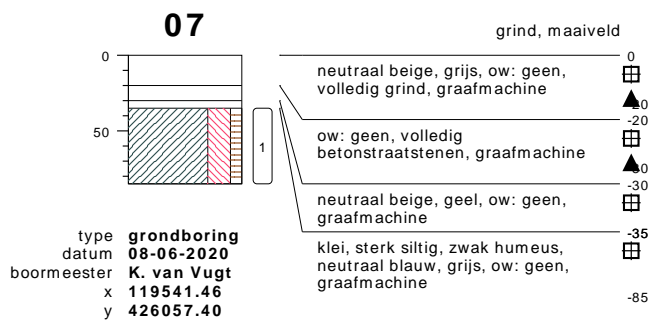 07
grind, maaiveld
0
50
1
0
neutraal beige, grijs, ow: geen,
volledig grind, graafmachine
-20
ow: geen, volledig
betonstraatstenen, graafmachine
-30
neutraal beige, geel, ow: geen,
graafmachine
-35
klei, sterk siltig, zwak humeus,
neutraal blauw, grijs, ow: geen,
graafmachine
-85
type grondboring
datum 08-06-2020
boormeester K. van Vugt
x 119541.46
y 426057.40